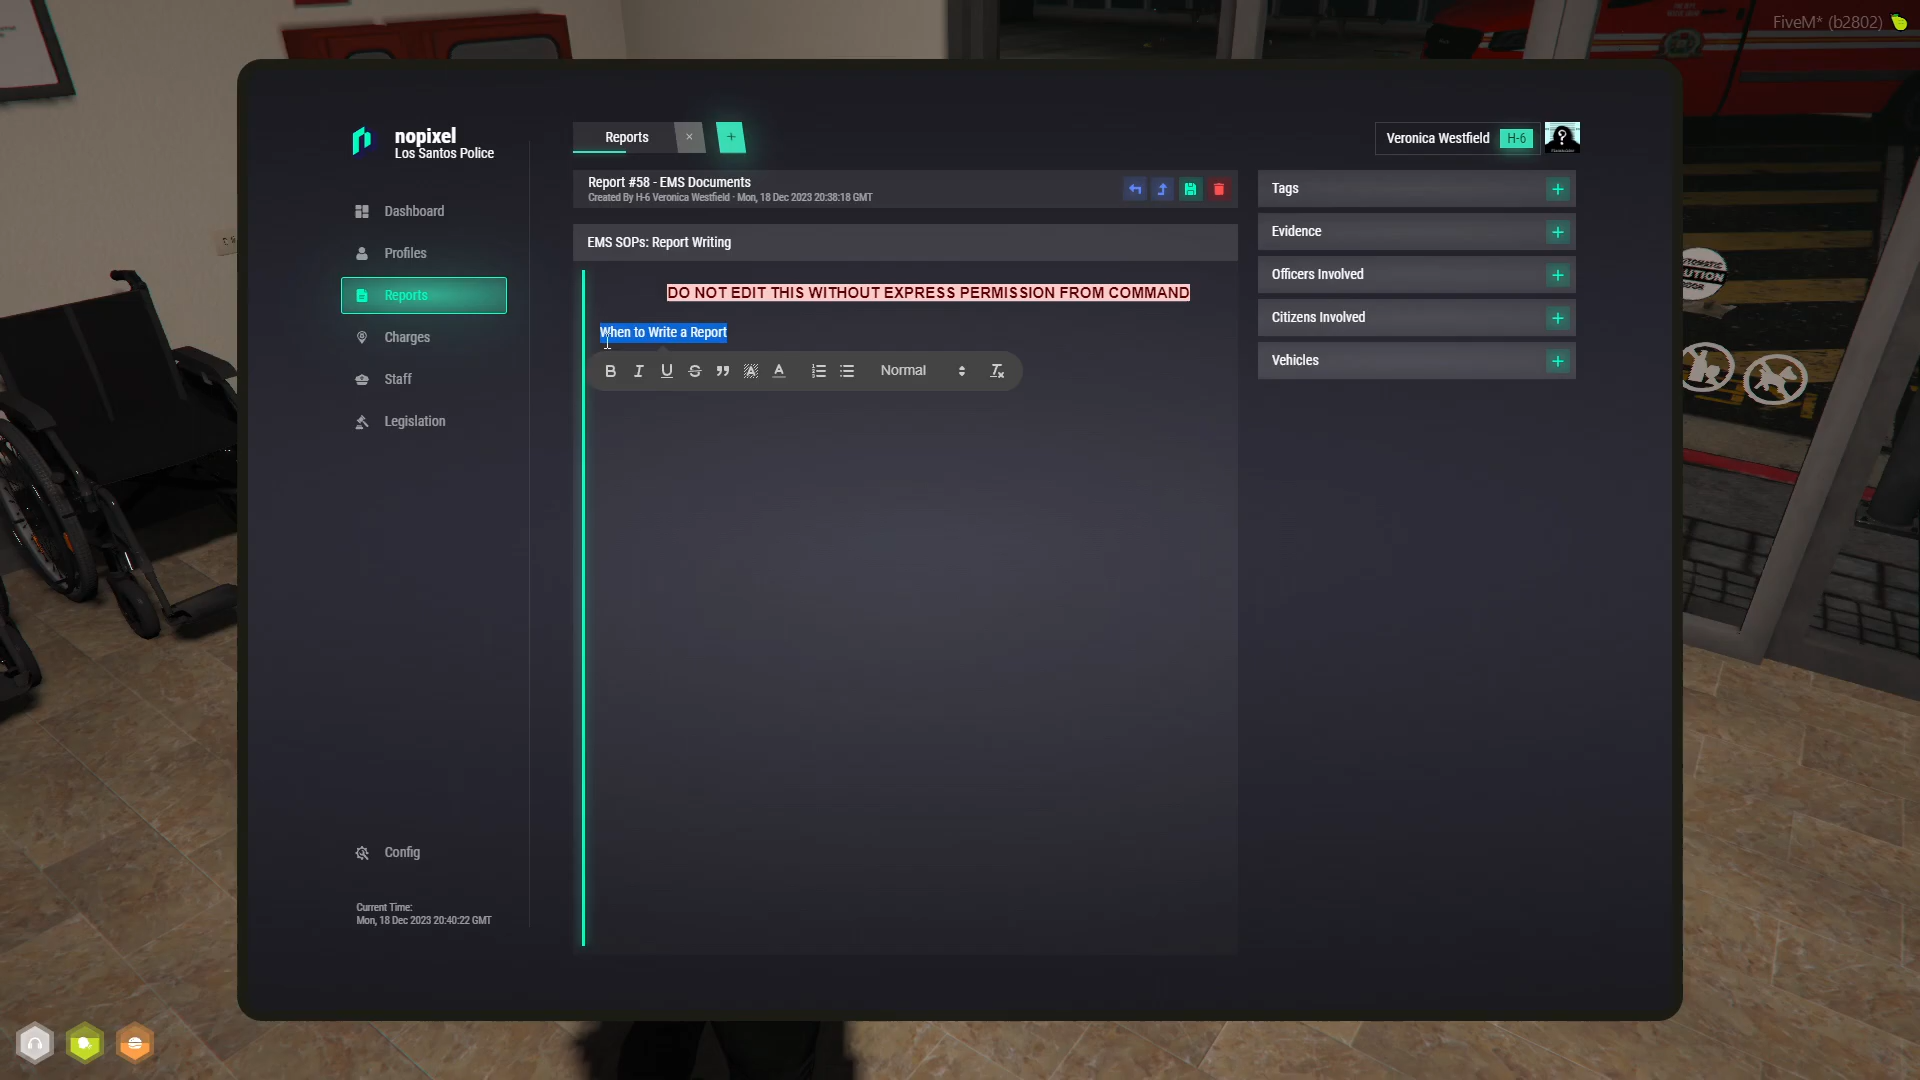 FiveM* (b2802)
nopixel
Los Santos Police
Reports
×
+
Veronica Westfield H-6
Dashboard
Profiles
Reports
Charges
Staff
Legislation
Config
Current Time:
Mon, 18 Dec 2023 20:40:22 GMT
Report #58 - EMS Documents
Created By H-6 Veronica Westfield · Mon, 18 Dec 2023 20:38:18 GMT
EMS SOPs: Report Writing
DO NOT EDIT THIS WITHOUT EXPRESS PERMISSION FROM COMMAND
When to Write a Report
B I U S A A Normal
Tags
Evidence
Officers Involved
Citizens Involved
Vehicles